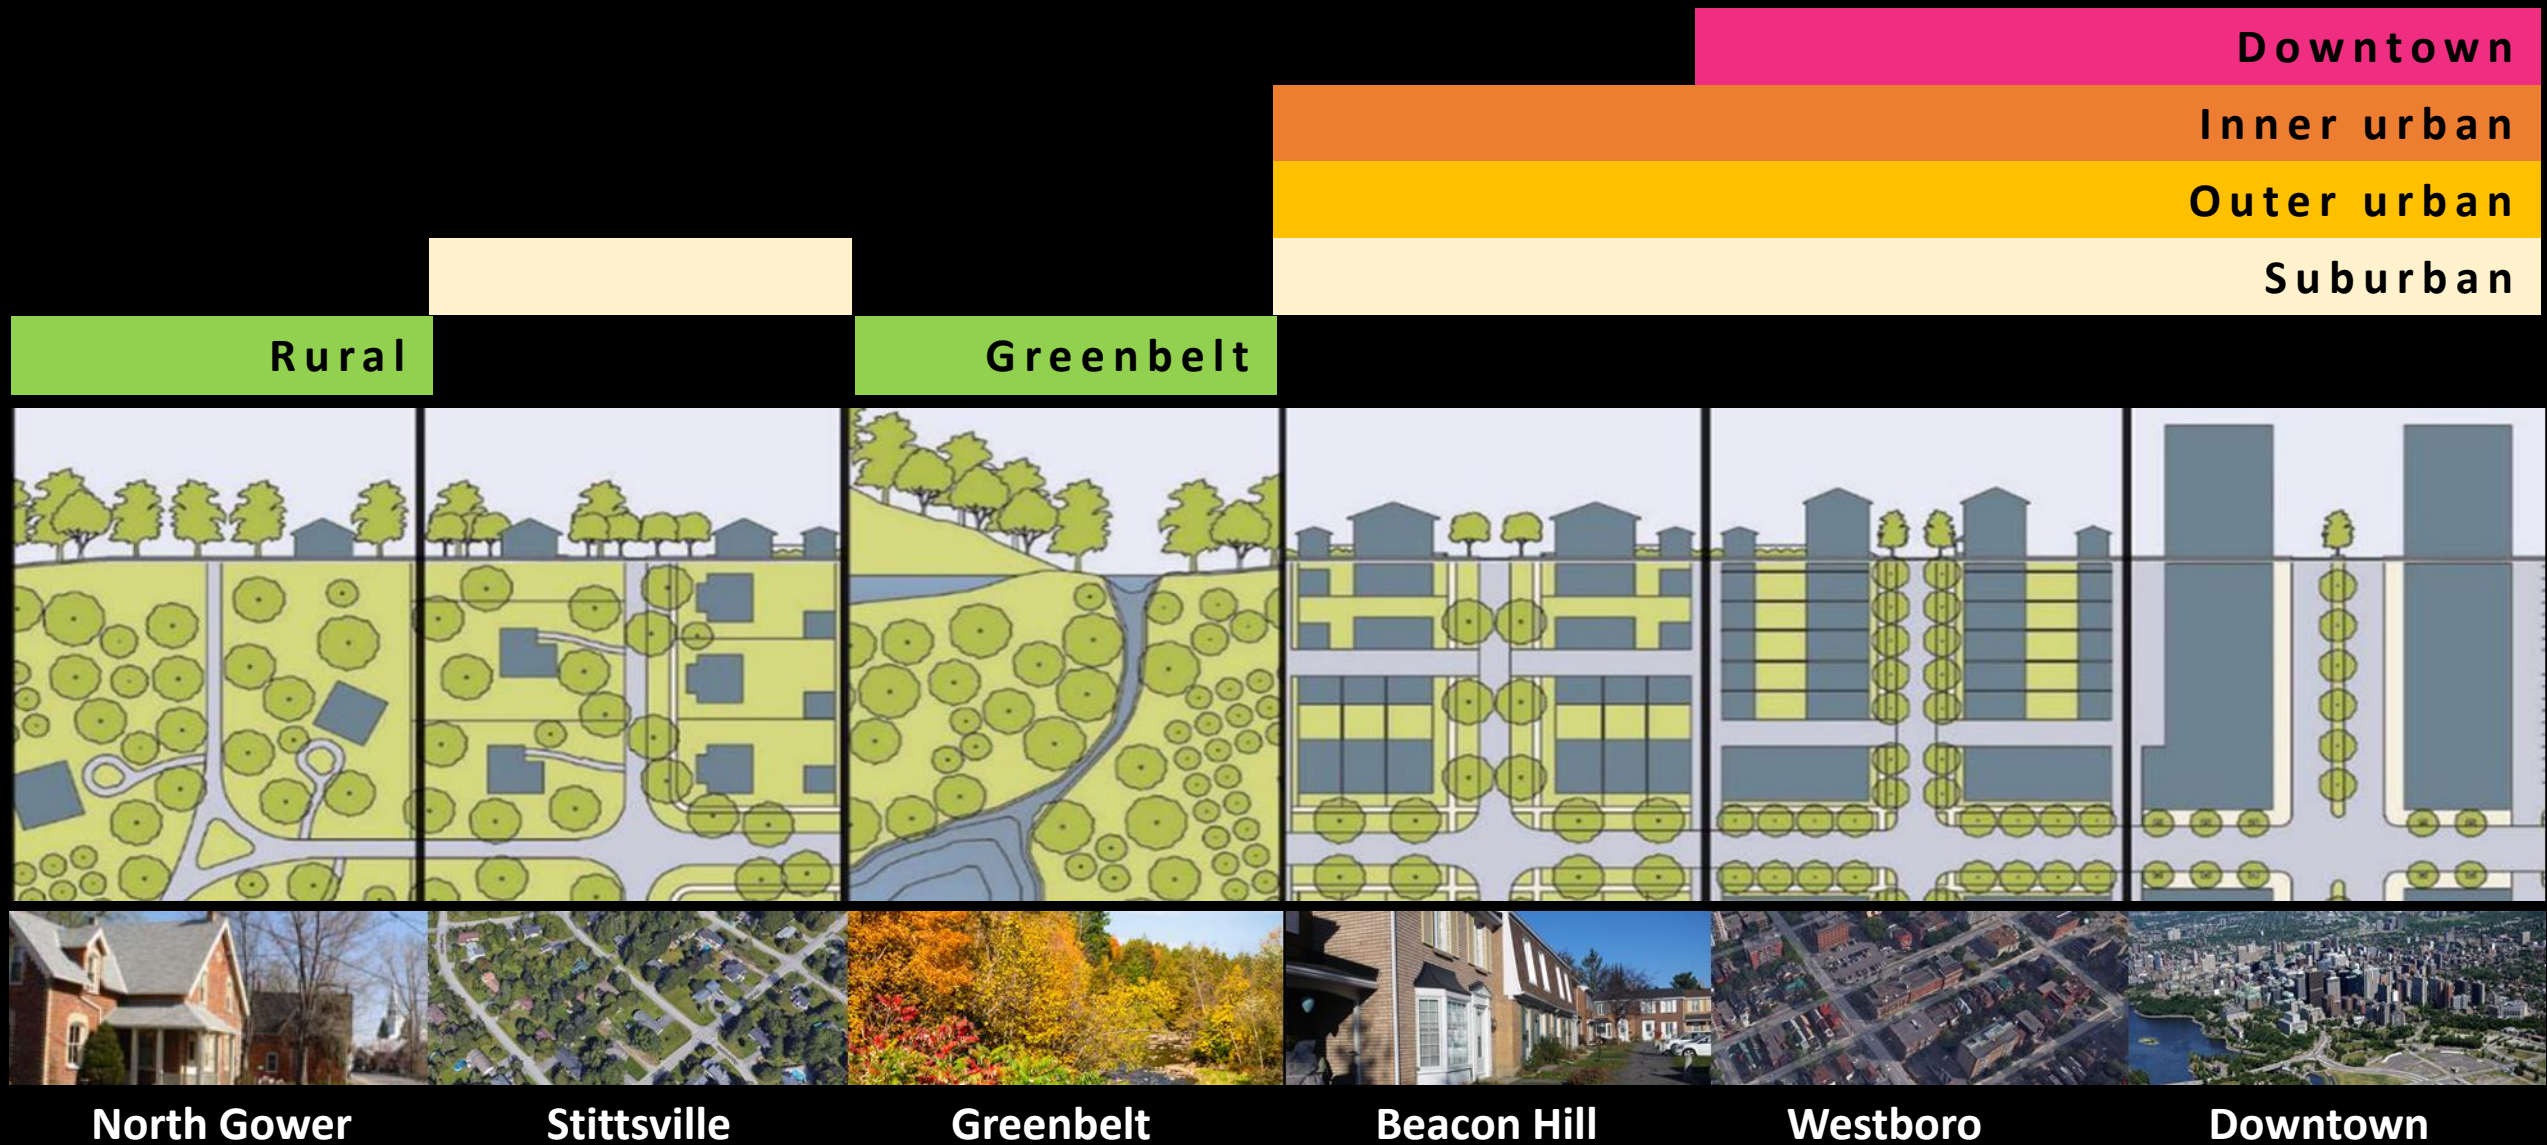 Downtown
Inner urban
Outer urban
Suburban
Rural
Greenbelt
North Gower
Stittsville
Greenbelt
Beacon Hill
Westboro
Downtown